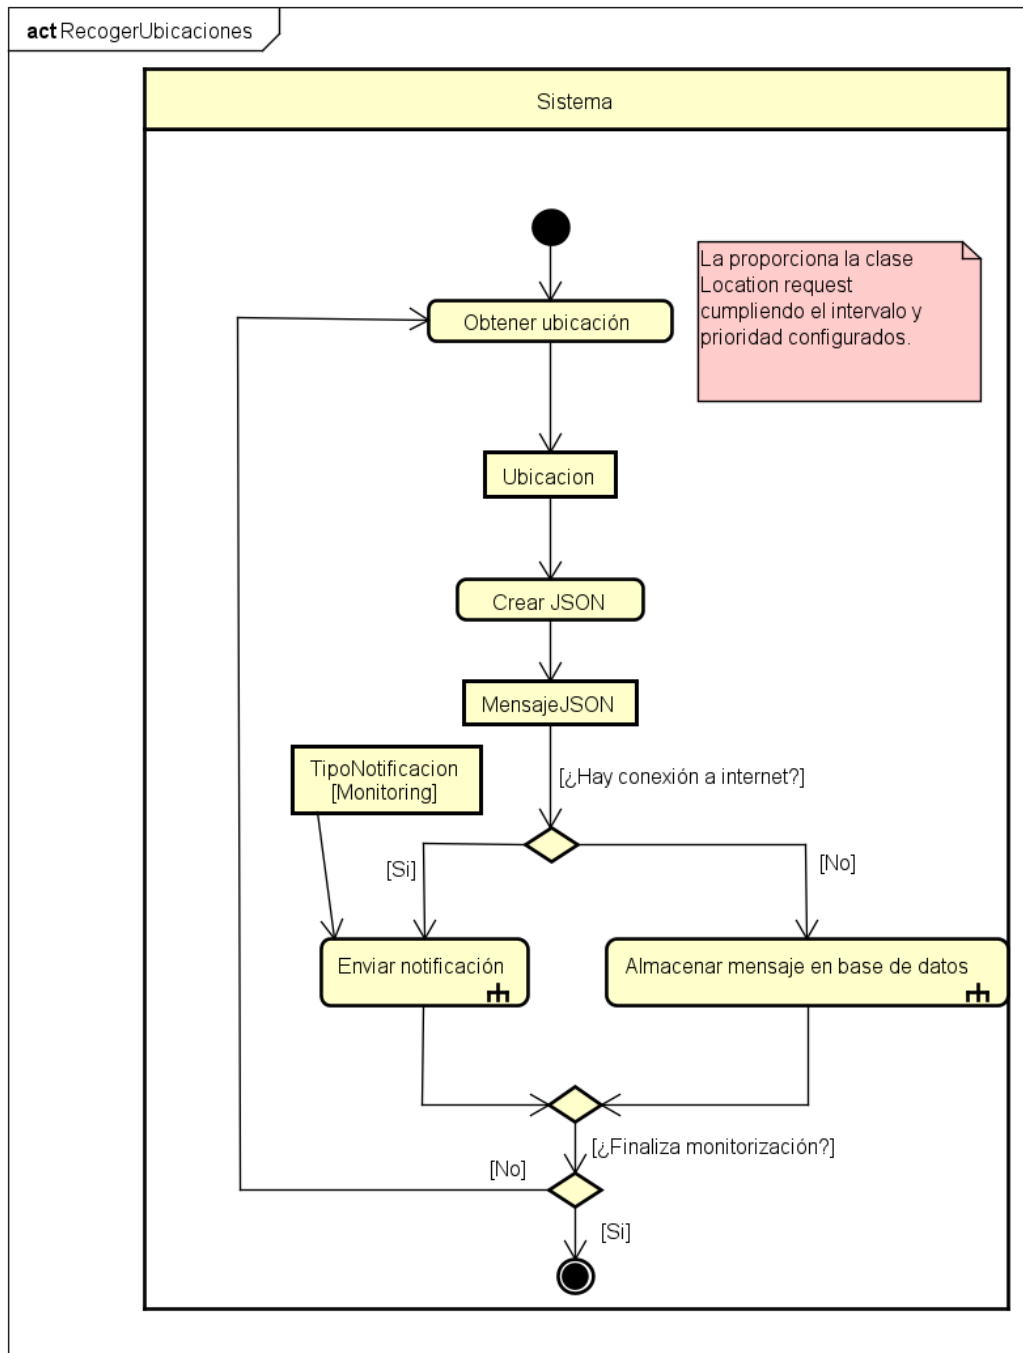 act RecogerUbicaciones
Sistema
La proporciona la clase
Location request
cumpliendo el intervalo y
prioridad configurados.
Obtener ubicación
Ubicacion
Crear JSON
MensajeJSON
TipoNotificacion
[Monitoring]
[¿Hay conexión a internet?]
[Si]
[No]
Enviar notificación
Almacenar mensaje en base de datos
[¿Finaliza monitorización?]
[No]
[Si]